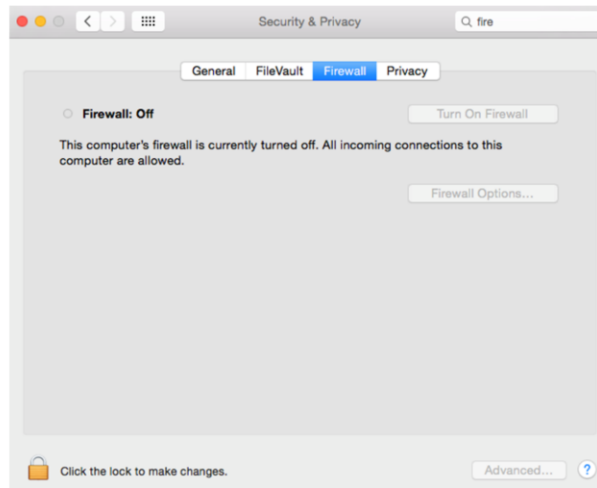 Security & Privacy
fire
General FileVault Firewall Privacy
Firewall: Off
Turn On Firewall
This computer's firewall is currently turned off. All incoming connections to this
computer are allowed.
Firewall Options...
Click the lock to make changes.
Advanced...
?